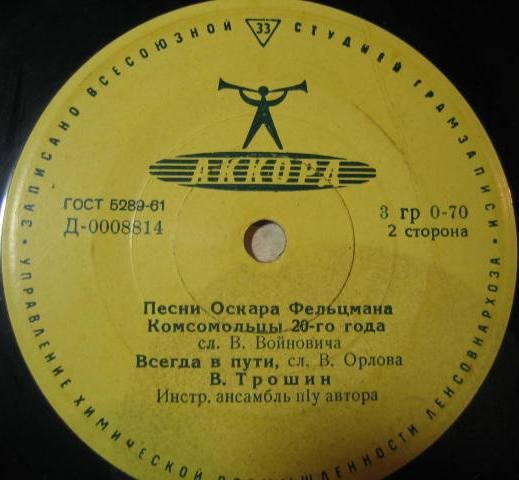 ЗАПИСАНО ВСЕСОЮЗНОЙ 33 СТУДИЕЙ ГРАМЗАПИСИ
АККОРД
ГОСТ 5289-61
Д-0008814
3 гр 0-70
2 сторона
Песни Оскара Фельцмана
Комсомольцы 20-го года
сл. В. Войновича
Всегда в пути, сл. В. Орлова
В. Трошин
Инстр. ансамбль п/у автора
УПРАВЛЕНИЕ ХИМИЧЕСКОЙ ПРОМЫШЛЕННОСТИ ЛЕНСОВНАРХОЗА